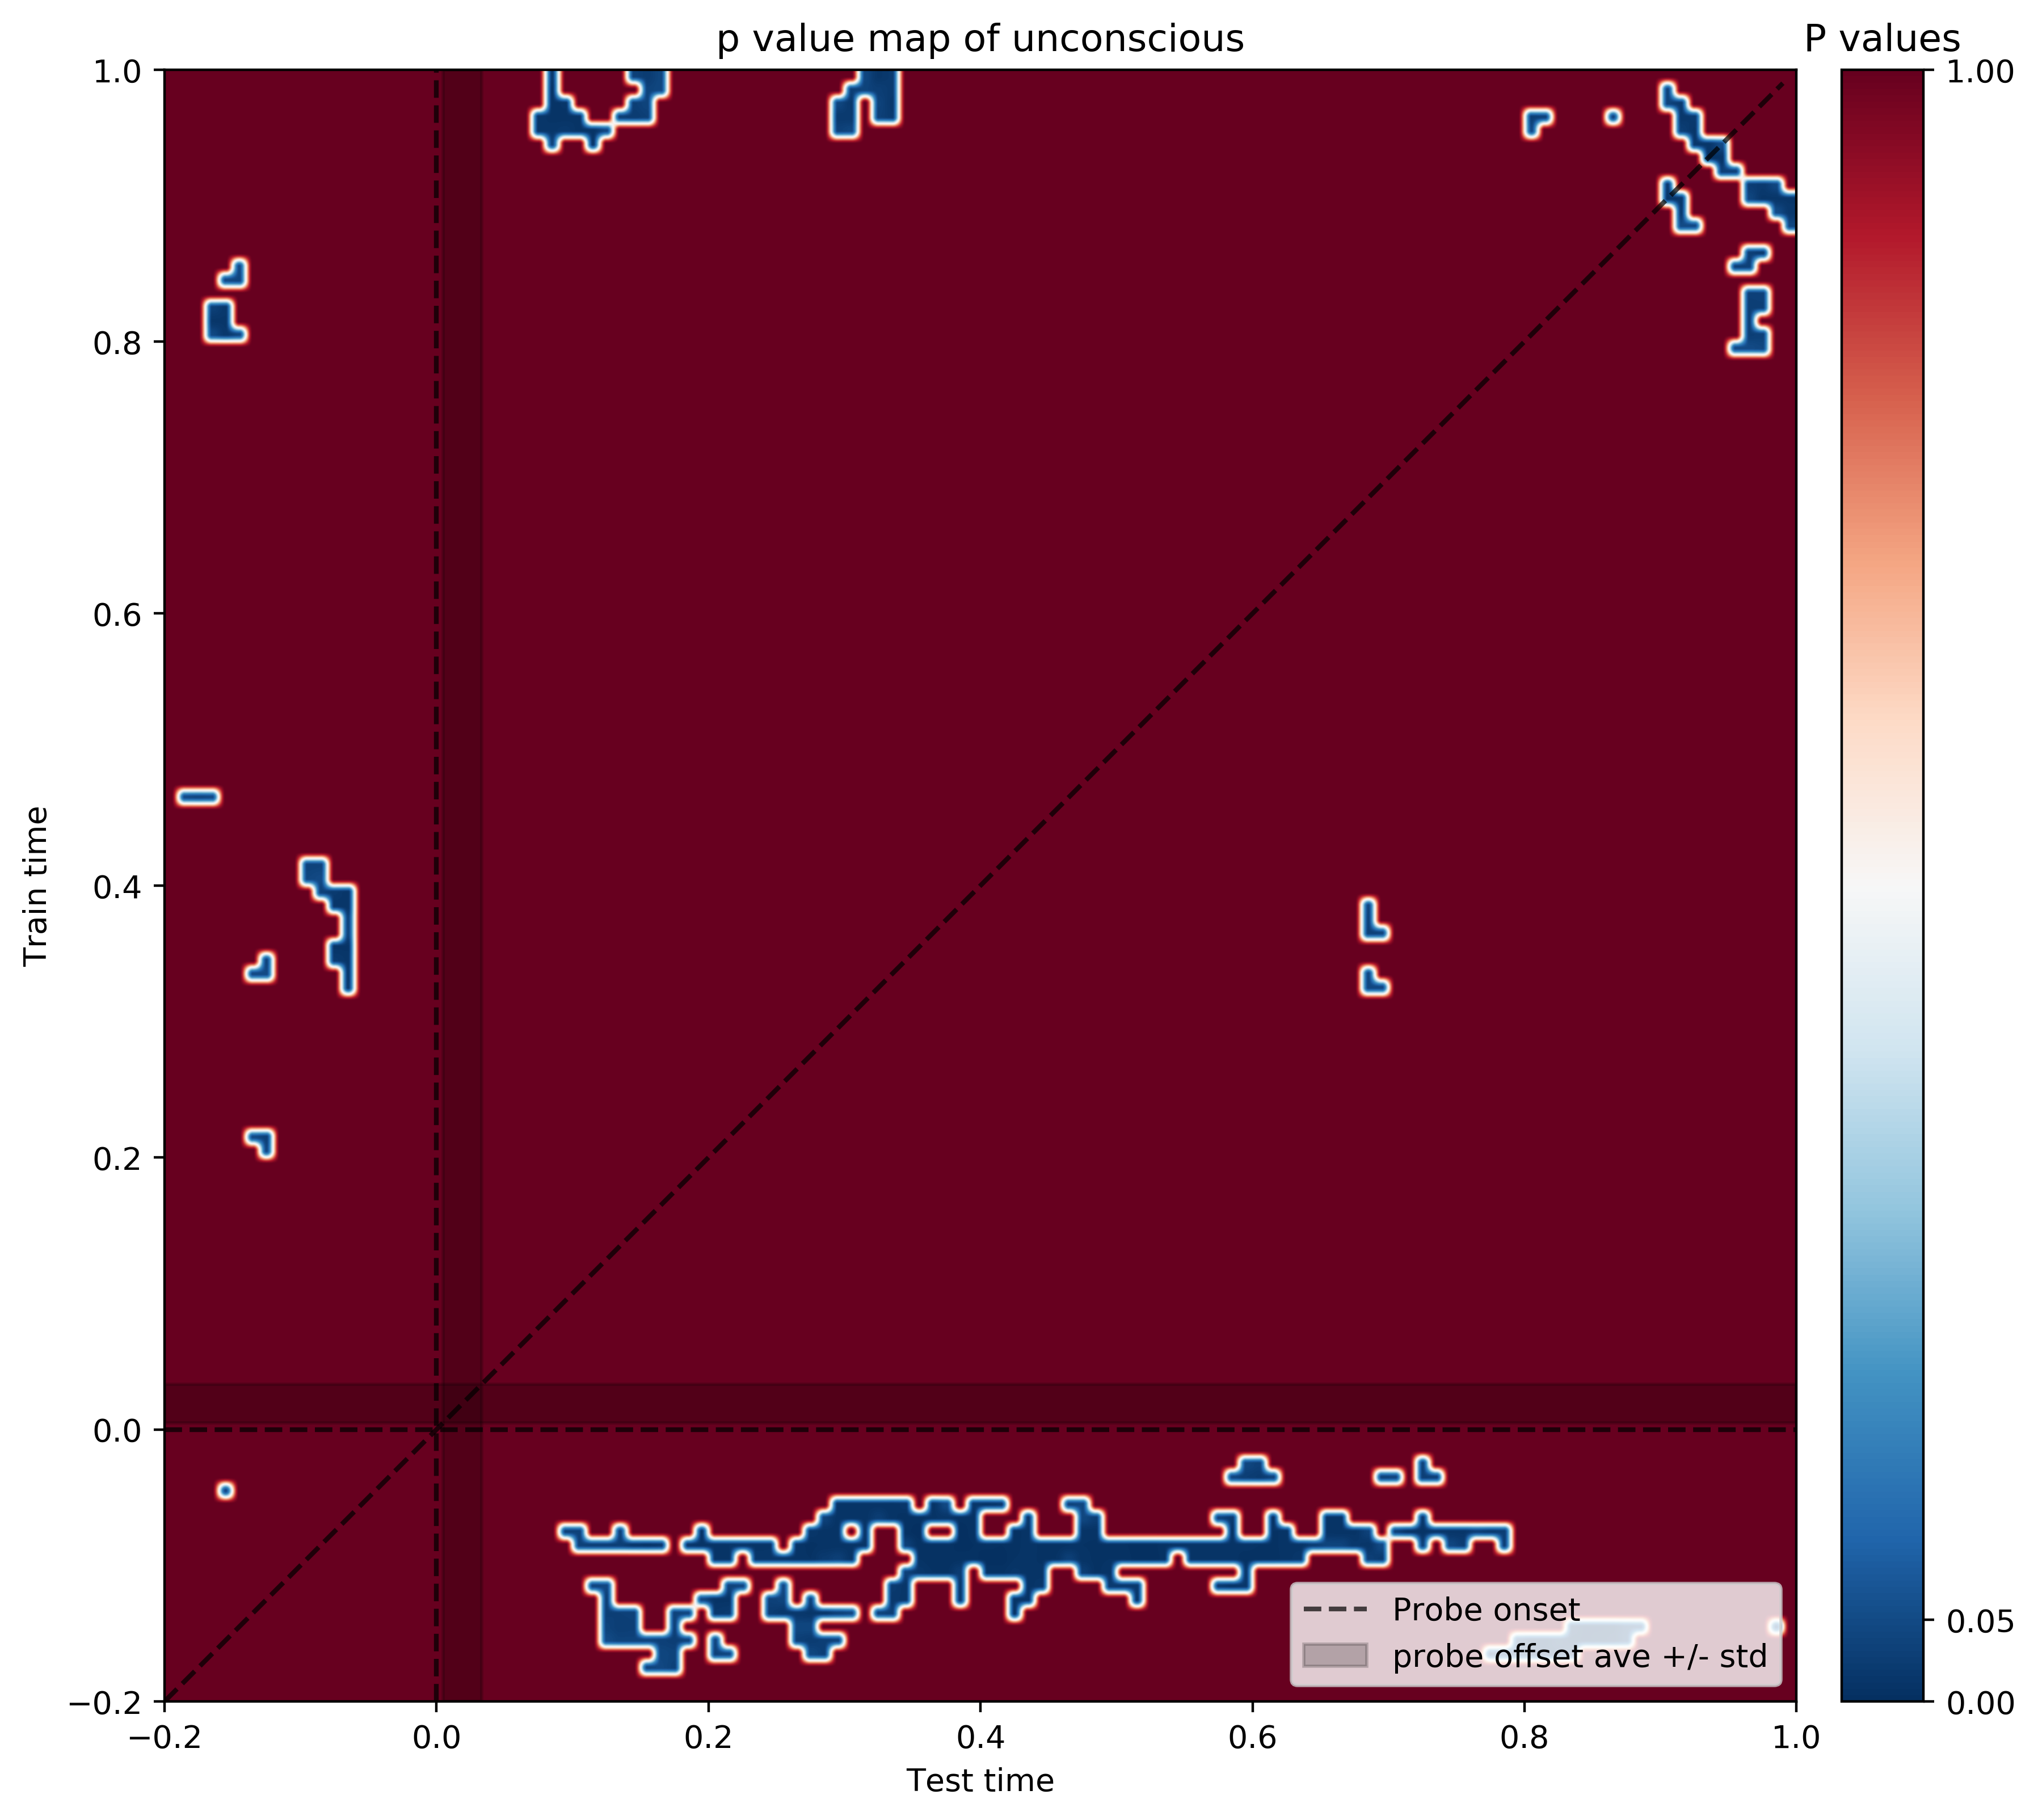 p value map of unconscious
P values
1.0
0.8
0.6
0.4
0.2
0.0
−0.2
Train time
−0.2
0.0
0.2
0.4
0.6
0.8
1.0
Test time
Probe onset
probe offset ave +/- std
1.00
0.05
0.00